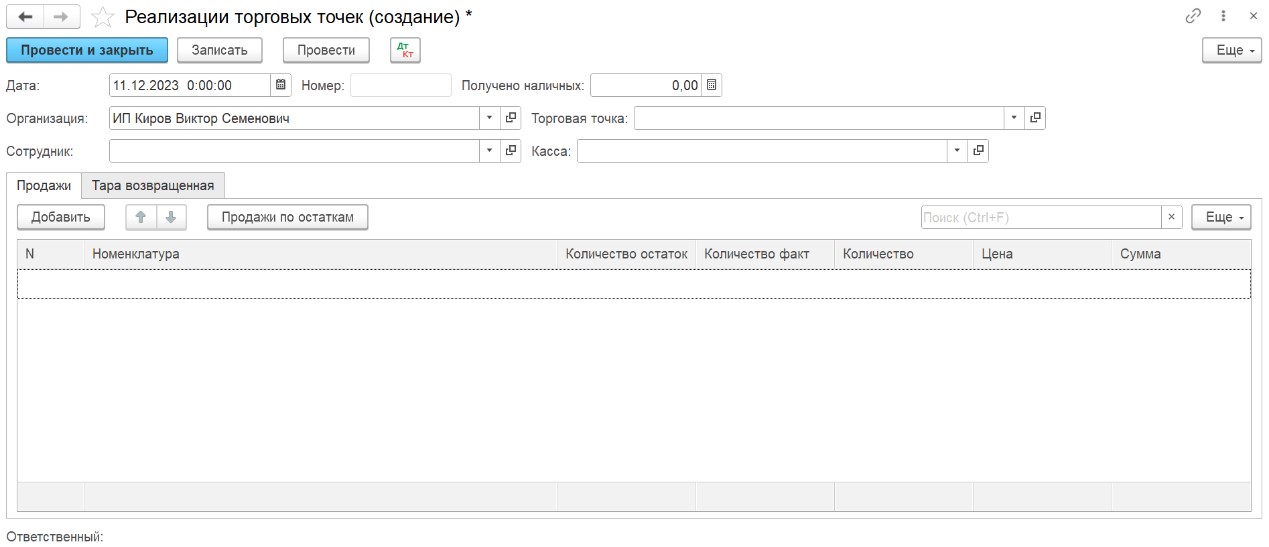 Реализации торговых точек (создание) *
Провести и закрыть Записать Провести Дт Кт Еще
Дата: 11.12.2023 0:00:00 Номер: Получено наличных: 0,00
Организация: ИП Киров Виктор Семенович Торговая точка:
Сотрудник: Касса:
Продажи Тара возвращенная
Добавить Продажи по остаткам Поиск (Ctrl+F) × Еще
N Номенклатура Количество остаток Количество факт Количество Цена Сумма
Ответственный: